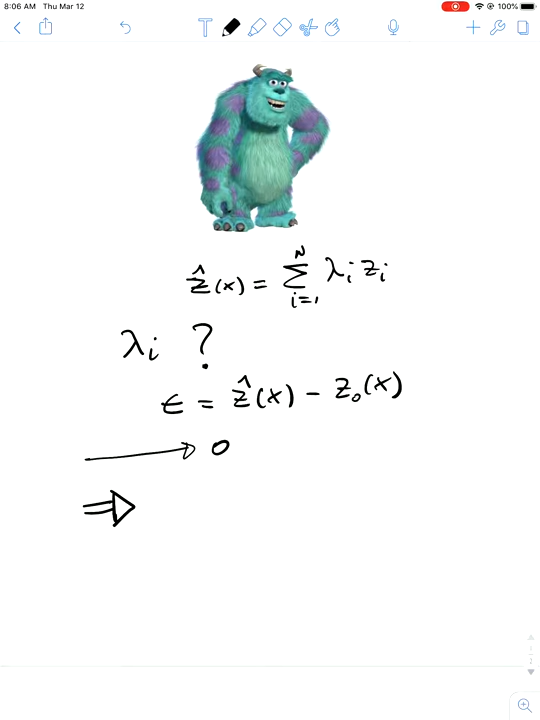 8:06 AM Thu Mar 12
100%
T
ẑ(x) = Σ_{i=1}^{N} λᵢ zᵢ
λᵢ ?
ϵ = ẑ(x) - z₀(x)
⟶ 0
⇒